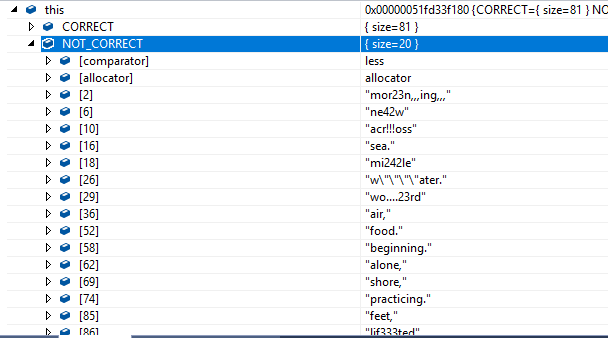 this 0x00000051fd33f180 {CORRECT={ size=81 } NO
CORRECT { size=81 }
NOT_CORRECT { size=20 }
[comparator] less
[allocator] allocator
[2] "mor23n,,,ing,,,"
[6] "ne42w"
[10] "acr!!!oss"
[16] "sea."
[18] "mi242le"
[26] "w\"\"\"\"ater."
[29] "wo....23rd"
[36] "air,"
[52] "food."
[58] "beginning."
[62] "alone,"
[69] "shore,"
[74] "practicing."
[85] "feet,"
[86] "lif333ted"